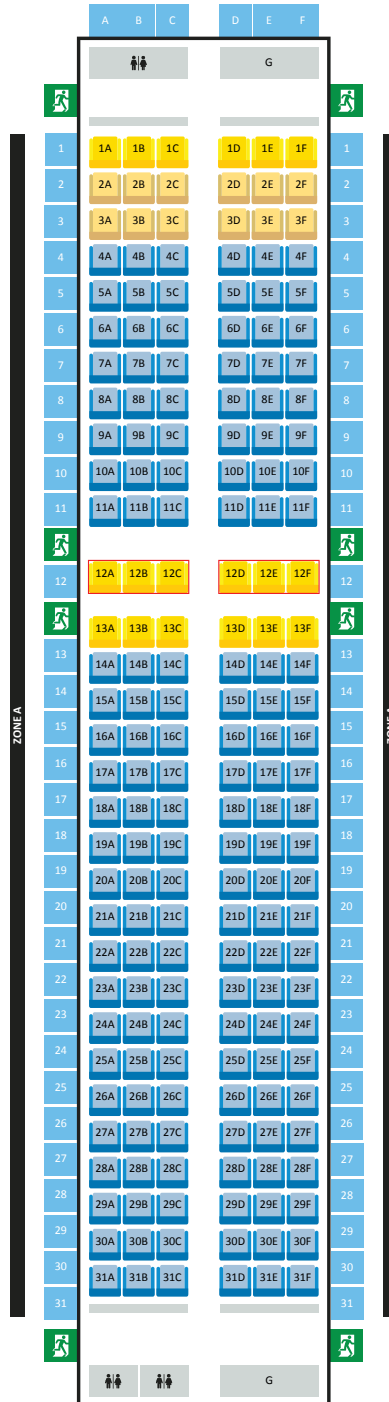 A B C D E F
G
1 1A 1B 1C 1D 1E 1F 1
2 2A 2B 2C 2D 2E 2F 2
3 3A 3B 3C 3D 3E 3F 3
4 4A 4B 4C 4D 4E 4F 4
5 5A 5B 5C 5D 5E 5F 5
6 6A 6B 6C 6D 6E 6F 6
7 7A 7B 7C 7D 7E 7F 7
8 8A 8B 8C 8D 8E 8F 8
9 9A 9B 9C 9D 9E 9F 9
10 10A 10B 10C 10D 10E 10F 10
11 11A 11B 11C 11D 11E 11F 11
12 12A 12B 12C 12D 12E 12F 12
13A 13B 13C 13D 13E 13F
13 14A 14B 14C 14D 14E 14F 13
14 15A 15B 15C 15D 15E 15F 14
15 16A 16B 16C 16D 16E 16F 15
ZONE A
16 17A 17B 17C 17D 17E 17F 16
17 18A 18B 18C 18D 18E 18F 17
18 19A 19B 19C 19D 19E 19F 18
19 20A 20B 20C 20D 20E 20F 19
20 21A 21B 21C 21D 21E 21F 20
21 22A 22B 22C 22D 22E 22F 21
22 23A 23B 23C 23D 23E 23F 22
23 24A 24B 24C 24D 24E 24F 23
24 25A 25B 25C 25D 25E 25F 24
25 26A 26B 26C 26D 26E 26F 25
26 27A 27B 27C 27D 27E 27F 26
27 28A 28B 28C 28D 28E 28F 27
28 29A 29B 29C 29D 29E 29F 28
29 30A 30B 30C 30D 30E 30F 29
30 31A 31B 31C 31D 31E 31F 30
31 31
G